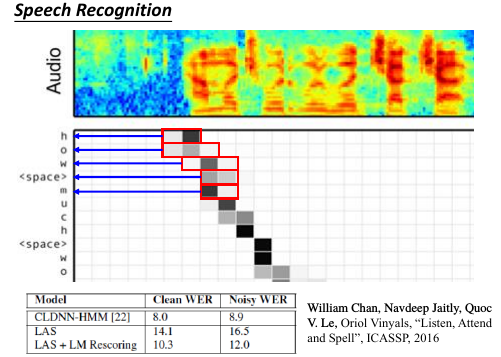 Speech Recognition
Audio
h
o
w
<space>
m
u
c
h
<space>
w
o
Model Clean WER Noisy WER
CLDNN-HMM [22] 8.0 8.9
LAS 14.1 16.5
LAS + LM Rescoring 10.3 12.0
William Chan, Navdeep Jaitly, Quoc
V. Le, Oriol Vinyals, “Listen, Attend
and Spell”, ICASSP, 2016